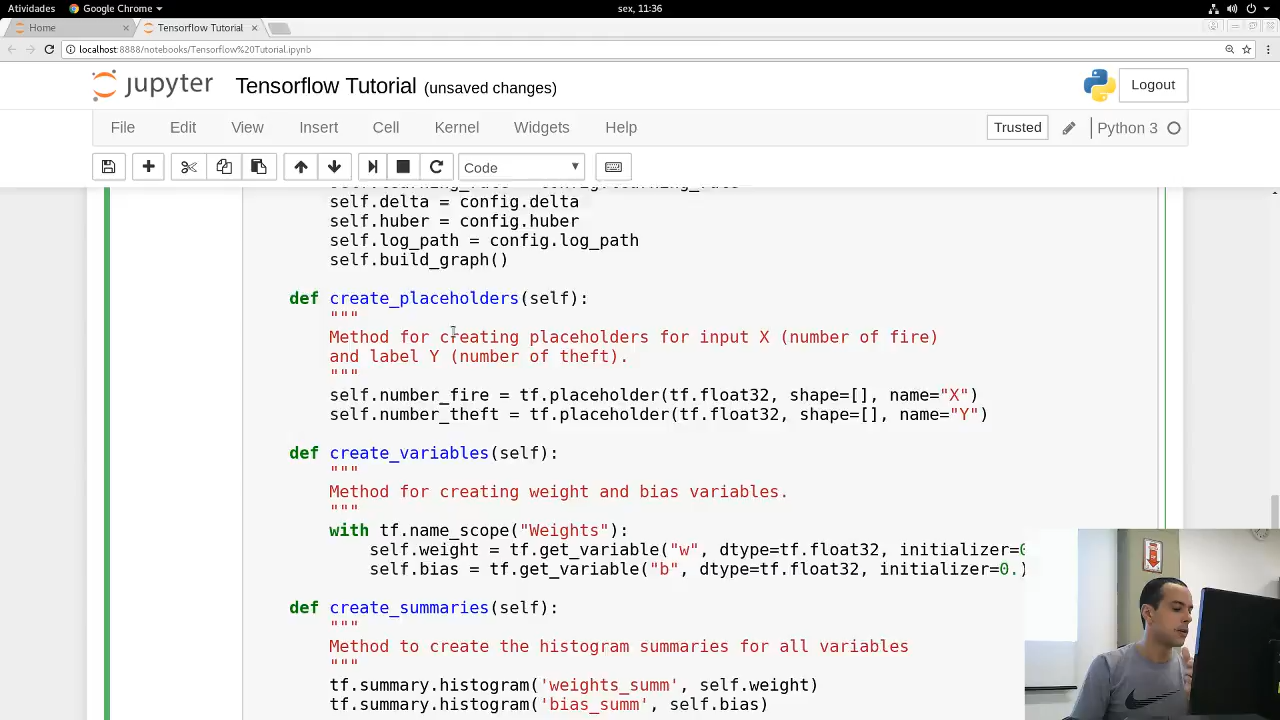 Atividades Google Chrome sex, 11:36
Home Tensorflow Tutorial
localhost:8888/notebooks/Tensorflow%20Tutorial.ipynb
jupyter Tensorflow Tutorial (unsaved changes) Logout
File Edit View Insert Cell Kernel Widgets Help Trusted Python 3
Code
self.delta = config.delta
self.huber = config.huber
self.log_path = config.log_path
self.build_graph()
def create_placeholders(self):
"""
Method for creating placeholders for input X (number of fire)
and label Y (number of theft).
"""
self.number_fire = tf.placeholder(tf.float32, shape=[], name="X")
self.number_theft = tf.placeholder(tf.float32, shape=[], name="Y")
def create_variables(self):
"""
Method for creating weight and bias variables.
"""
with tf.name_scope("Weights"):
self.weight = tf.get_variable("w", dtype=tf.float32, initializer=0
self.bias = tf.get_variable("b", dtype=tf.float32, initializer=0.)
def create_summaries(self):
"""
Method to create the histogram summaries for all variables
"""
tf.summary.histogram('weights_summ', self.weight)
tf.summary.histogram('bias_summ', self.bias)